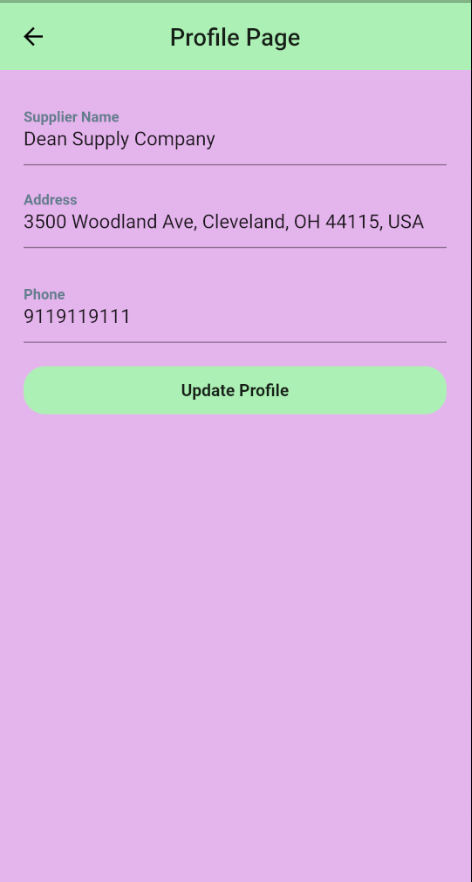 Profile Page
Supplier Name
Dean Supply Company
Address
3500 Woodland Ave, Cleveland, OH 44115, USA
Phone
9119119111
Update Profile